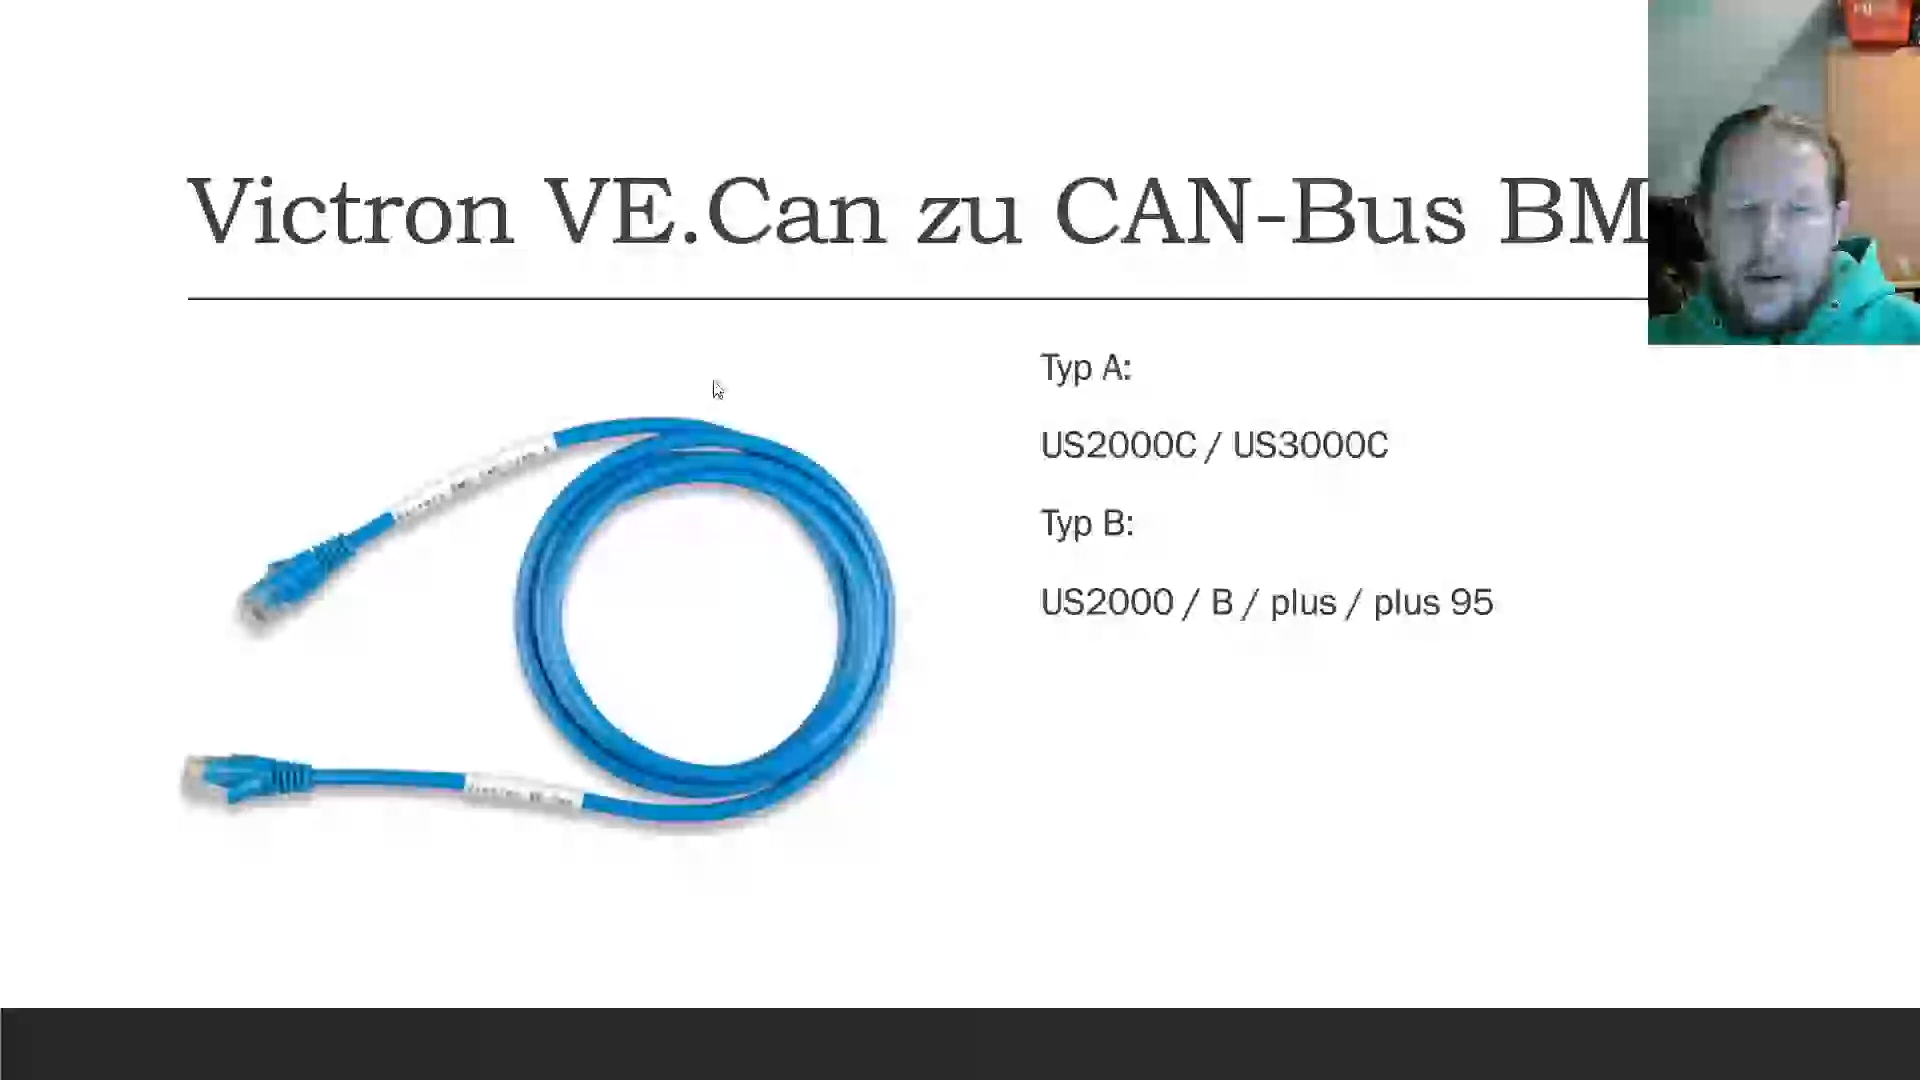 Victron VE.Can zu CAN-Bus BM
Typ A:
US2000C / US3000C
Typ B:
US2000 / B / plus / plus 95